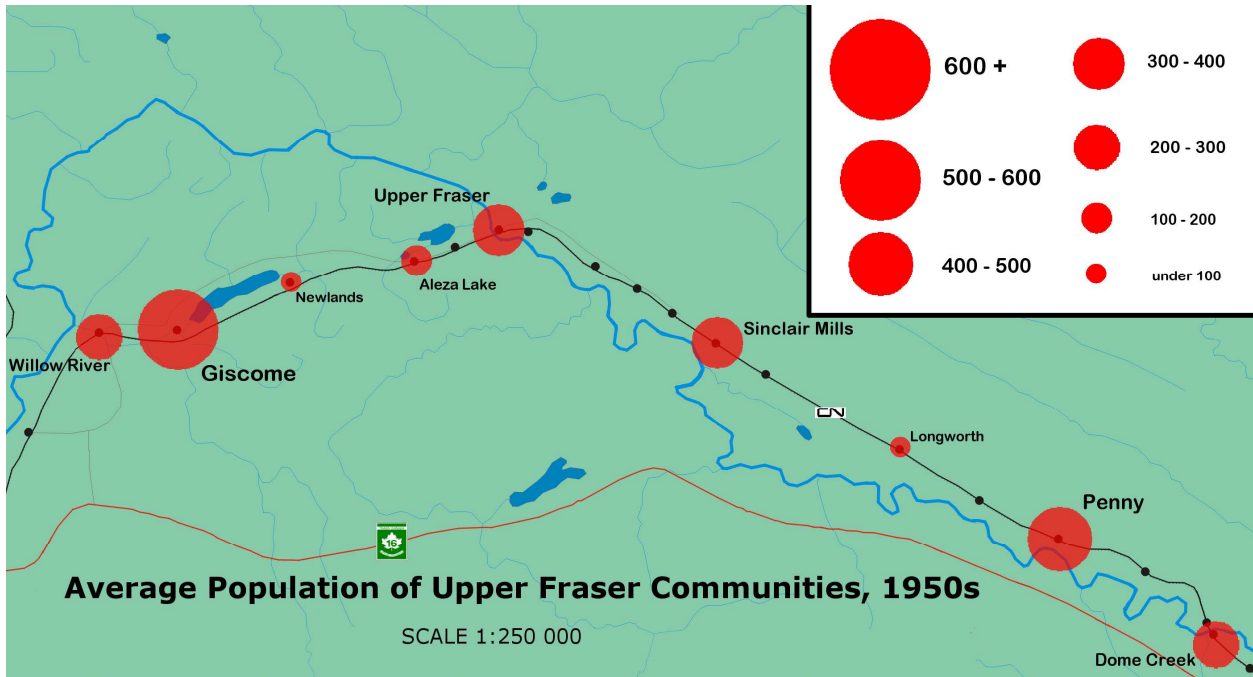 600 +
300 - 400
500 - 600
200 - 300
400 - 500
100 - 200
under 100
Upper Fraser
Aleza Lake
Newlands
Willow River
Giscome
Sinclair Mills
CN
Longworth
Penny
16
Average Population of Upper Fraser Communities, 1950s
SCALE 1:250 000
Dome Creek